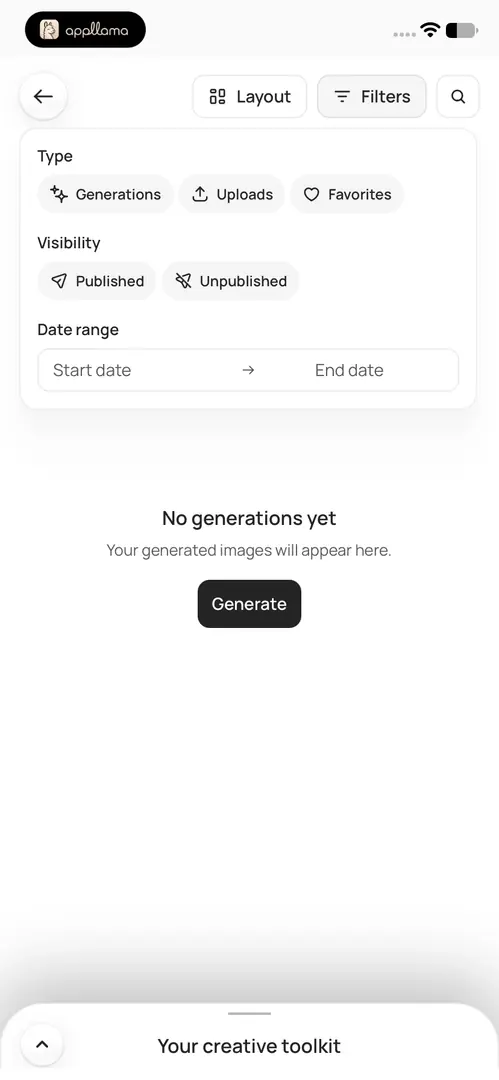 appllama
Layout
Filters
Type
Generations
Uploads
Favorites
Visibility
Published
Unpublished
Date range
Start date → End date
No generations yet
Your generated images will appear here.
Generate
Your creative toolkit